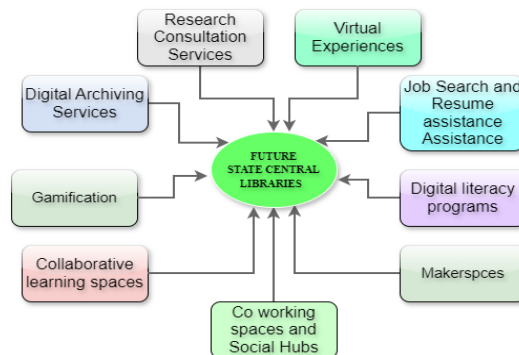 Research
Consultation
Services
Virtual
Experiences
Digital Archiving
Services
Job Search and
Resume
assistance
Assistance
FUTURE
STATE CENTRAL
LIBRARIES
Gamification
Digital literacy
programs
Collaborative
learning spaces
Makerspces
Co working
spaces and
Social Hubs